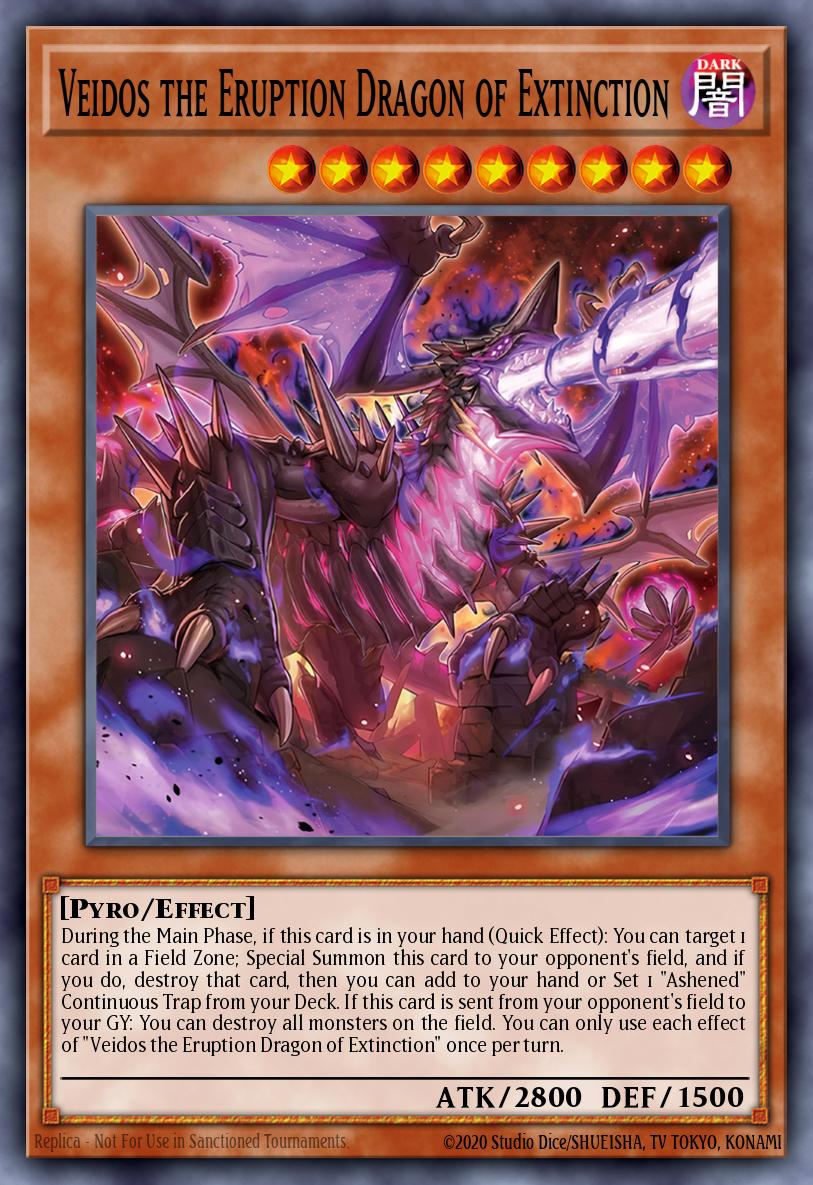 Veidos the Eruption Dragon of Extinction
DARK
闇
[Pyro/Effect]
During the Main Phase, if this card is in your hand (Quick Effect): You can target 1
card in a Field Zone; Special Summon this card to your opponent's field, and if
you do, destroy that card, then you can add to your hand or Set 1 "Ashened"
Continuous Trap from your Deck. If this card is sent from your opponent's field to
your GY: You can destroy all monsters on the field. You can only use each effect
of "Veidos the Eruption Dragon of Extinction" once per turn.
ATK/2800 DEF/1500
Replica - Not For Use in Sanctioned Tournaments. ©2020 Studio Dice/SHUEISHA, TV TOKYO, KONAMI